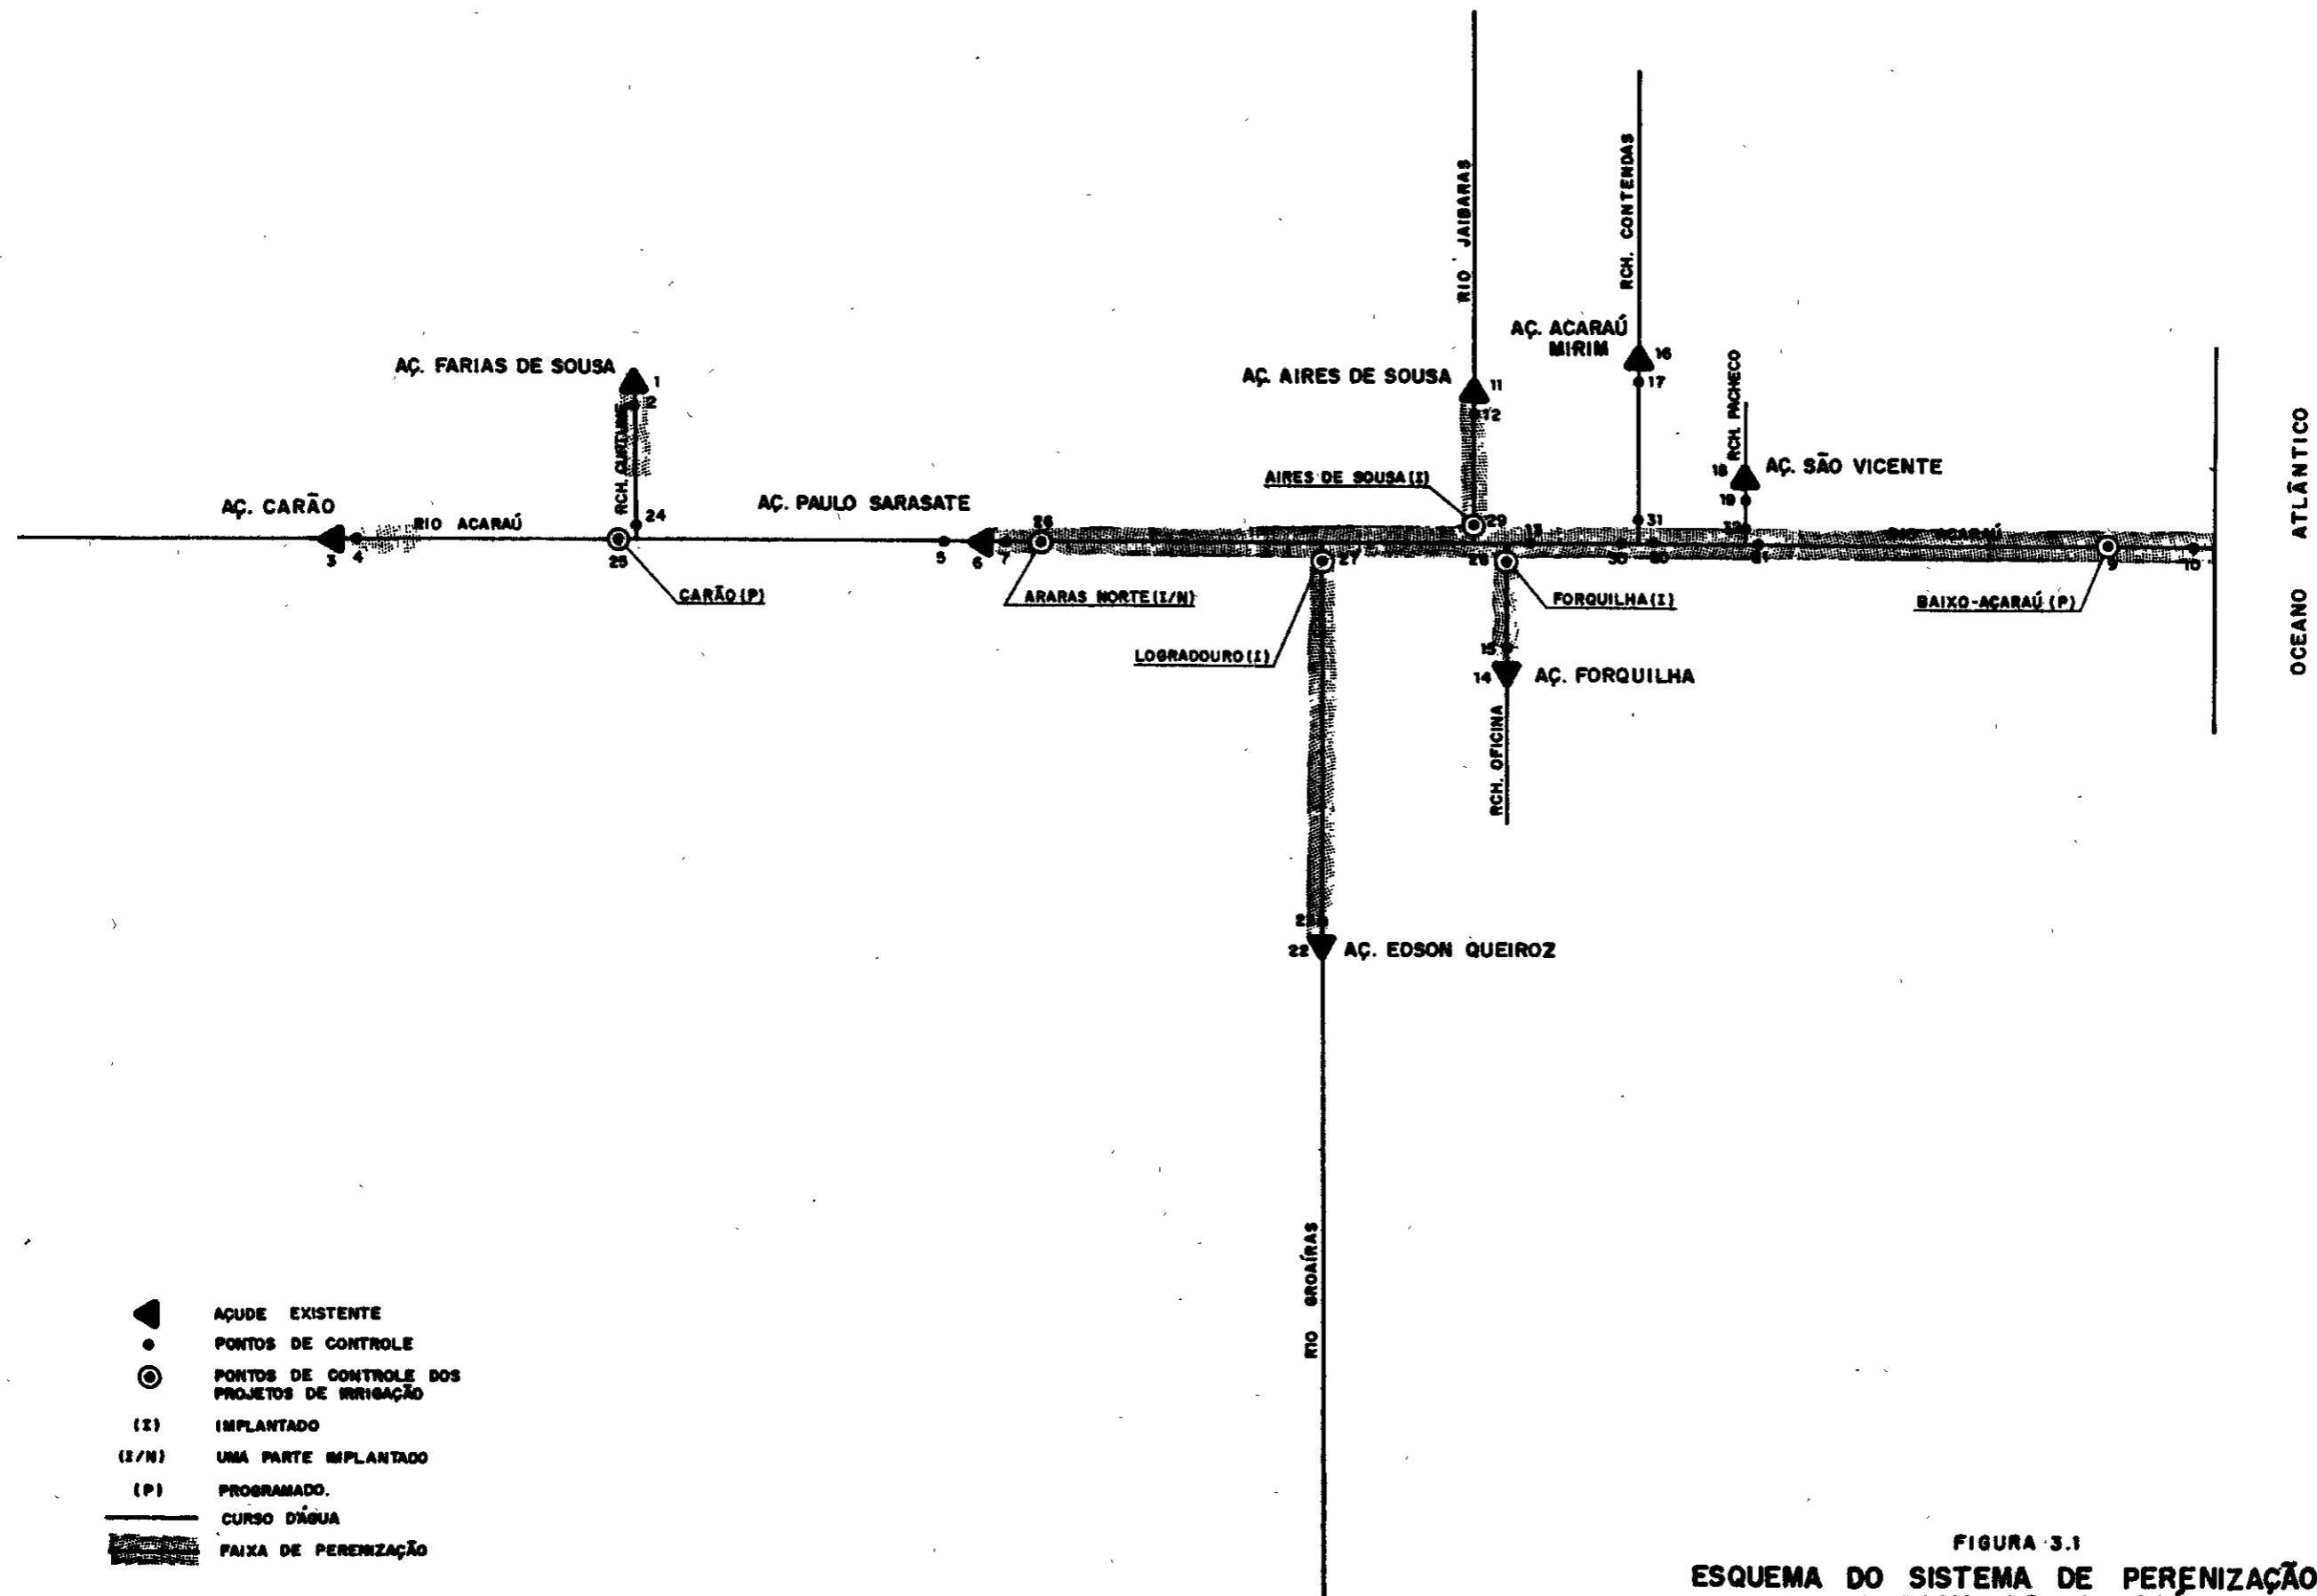 RIO JAIBARAS
RCH. CONTENDAS
AÇ. ACARAÚ
MIRIM
16
17
RCH. PACHECO
AÇ. FARIAS DE SOUSA
1
2
RCH. CURTUME
AÇ. AIRES DE SOUSA
11
12
18
AÇ. SÃO VICENTE
19
AIRES DE SOUSA (I)
AÇ. CARÃO
RIO ACARAÚ
24
AÇ. PAULO SARASATE
26
29
13
31
32
RIO ACARAÚ
3
4
25
5
6
7
27
28
30
20
21
9
10
CARÃO (P)
ARARAS NORTE (I/N)
FORQUILHA (I)
BAIXO-AÇARAÚ (P)
LOGRADOURO (I)
15
14
AÇ. FORQUILHA
RCH. OFICINA
OCEANO ATLÂNTICO
22
AÇ. EDSON QUEIROZ
RIO GROAÍRAS
AÇUDE EXISTENTE
PONTOS DE CONTROLE
PONTOS DE CONTROLE DOS
PROJETOS DE IRRIGAÇÃO
(I) IMPLANTADO
(I/N) UMA PARTE IMPLANTADO
(P) PROGRAMADO.
CURSO D'ÁGUA
FAIXA DE PERENIZAÇÃO
FIGURA 3.1
ESQUEMA DO SISTEMA DE PERENIZAÇÃO